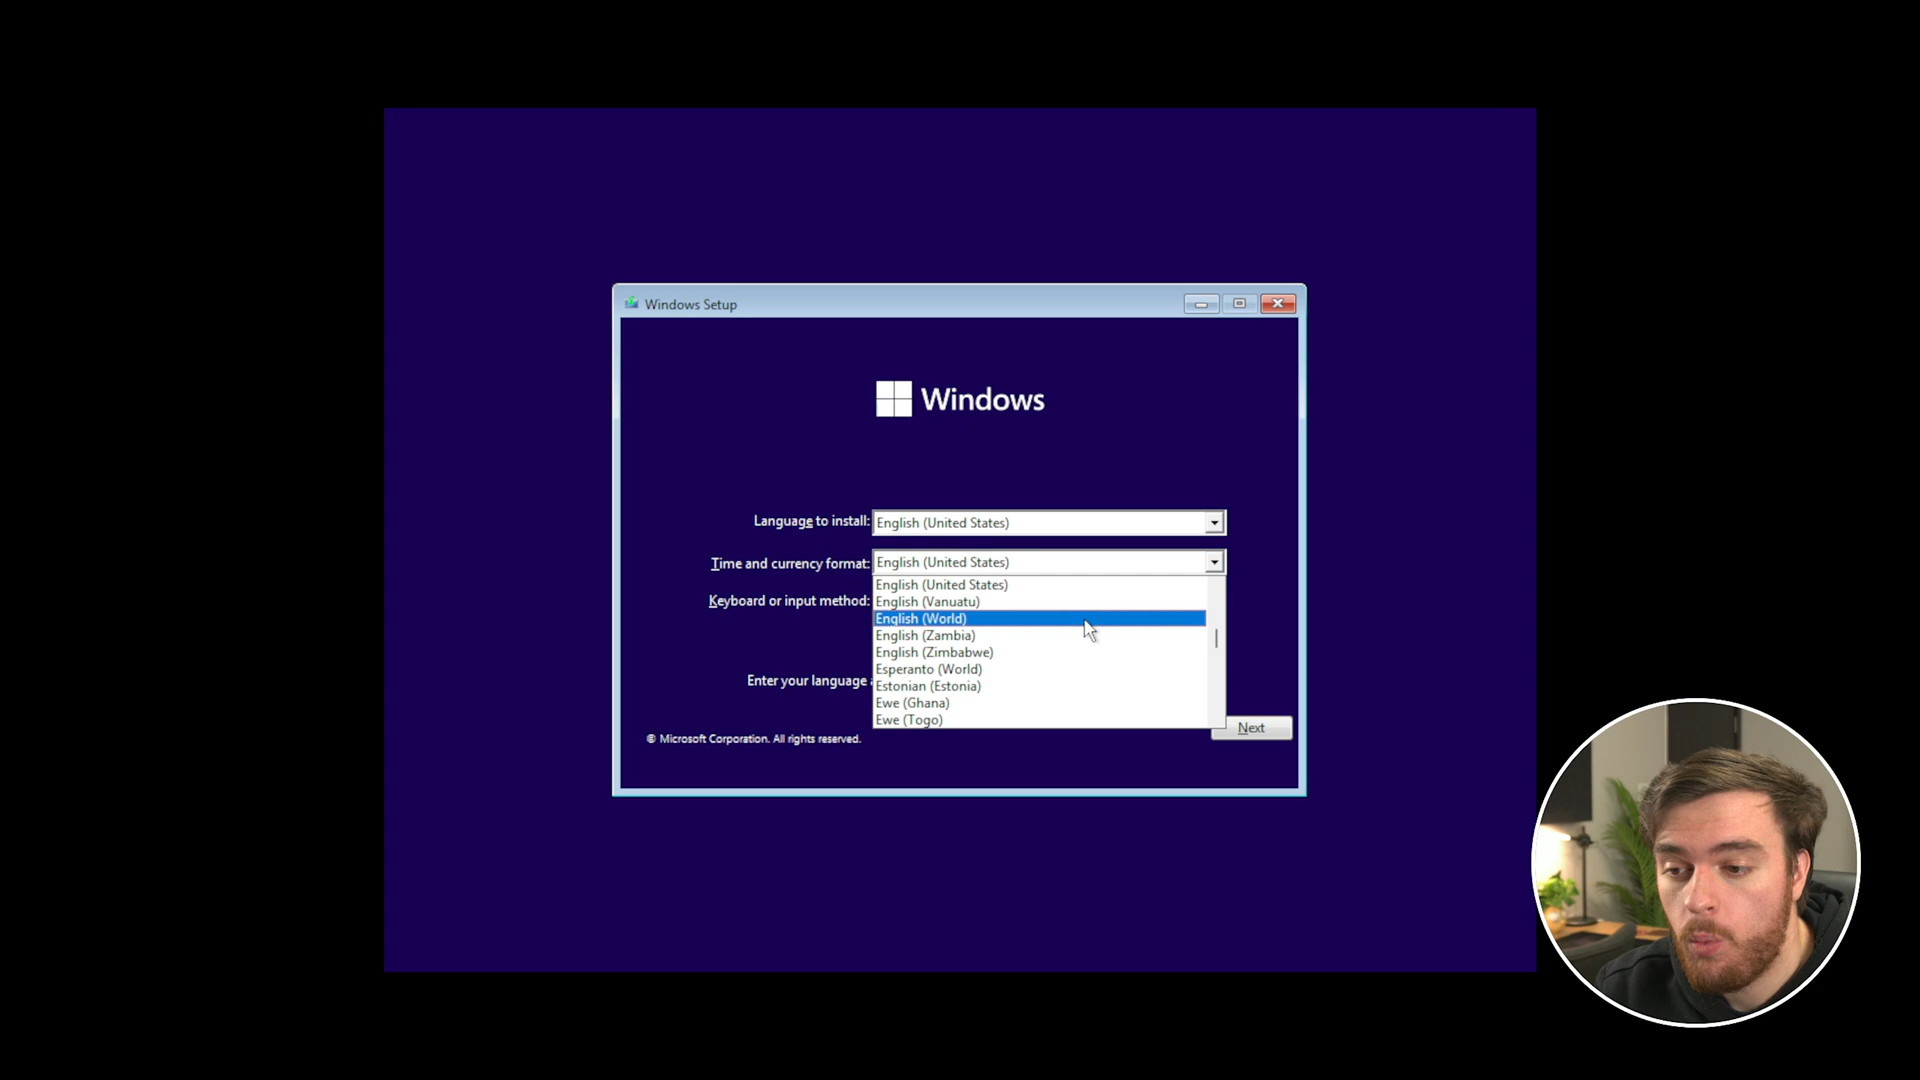 Windows Setup
Windows
Language to install: English (United States)
Time and currency format: English (United States)
English (United States)
Keyboard or input method: English (Vanuatu)
English (World)
English (Zambia)
English (Zimbabwe)
Esperanto (World)
Enter your language
Estonian (Estonia)
Ewe (Ghana)
Ewe (Togo)
Next
© Microsoft Corporation. All rights reserved.